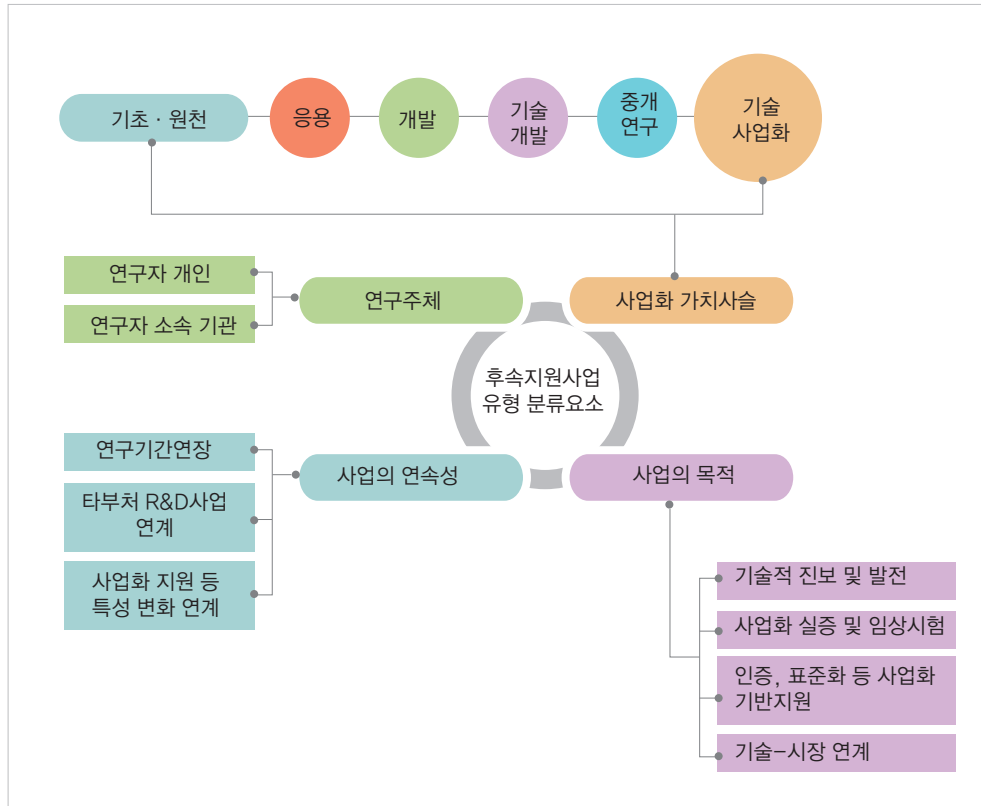 기초 · 원천
응용
개발
기술
개발
중개
연구
기술
사업화
연구자 개인
연구자 소속 기관
연구주체
사업화 가치사슬
후속지원사업
유형 분류요소
연구기간연장
타부처 R&D사업
연계
사업화 지원 등
특성 변화 연계
사업의 연속성
사업의 목적
기술적 진보 및 발전
사업화 실증 및 임상시험
인증, 표준화 등 사업화
기반지원
기술-시장 연계